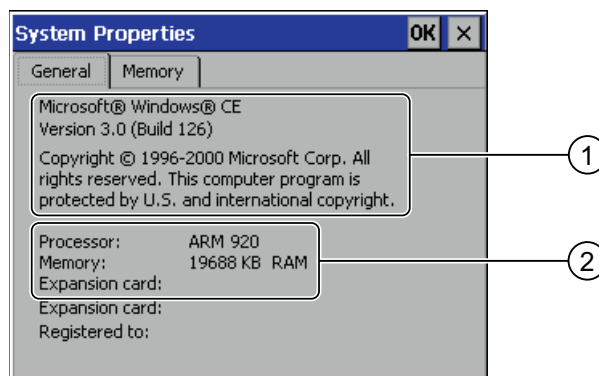 System Properties OK ×
General Memory
Microsoft® Windows® CE
Version 3.0 (Build 126)
Copyright © 1996-2000 Microsoft Corp. All
rights reserved. This computer program is
protected by U.S. and international copyright.
1
Processor: ARM 920
Memory: 19688 KB RAM
Expansion card:
2
Expansion card:
Registered to: